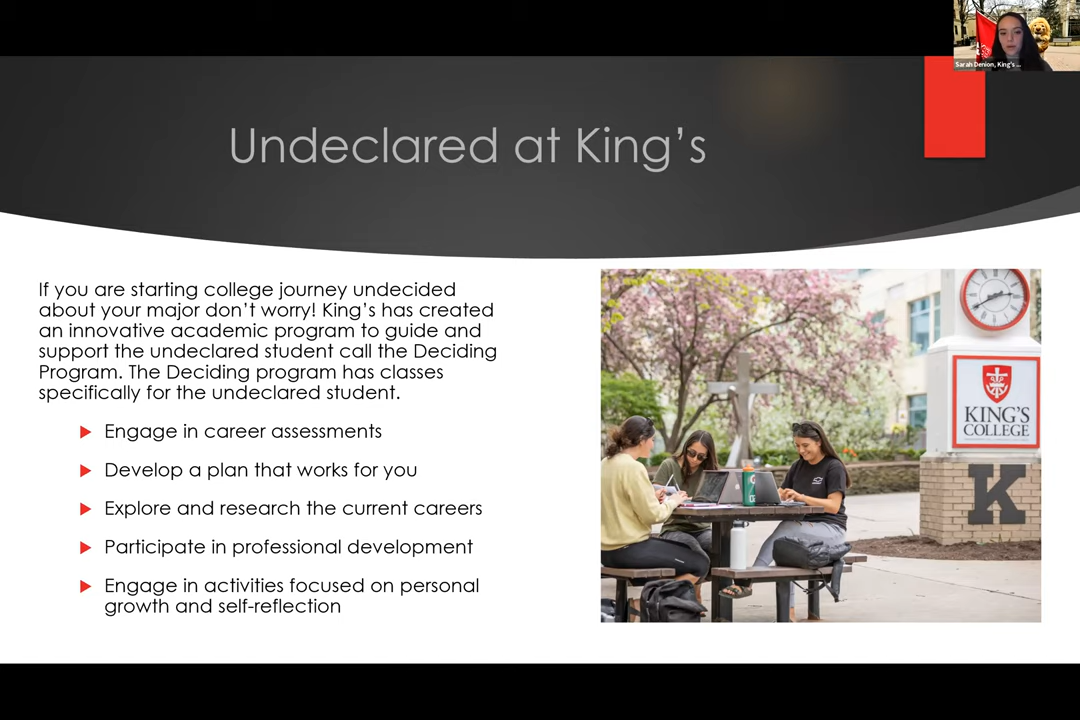 Sarah Denion, King's ...
Undeclared at King's
If you are starting college journey undecided
about your major don't worry! King's has created
an innovative academic program to guide and
support the undeclared student call the Deciding
Program. The Deciding program has classes
specifically for the undeclared student.
Engage in career assessments
Develop a plan that works for you
Explore and research the current careers
Participate in professional development
Engage in activities focused on personal
growth and self-reflection
KING'S
COLLEGE
K